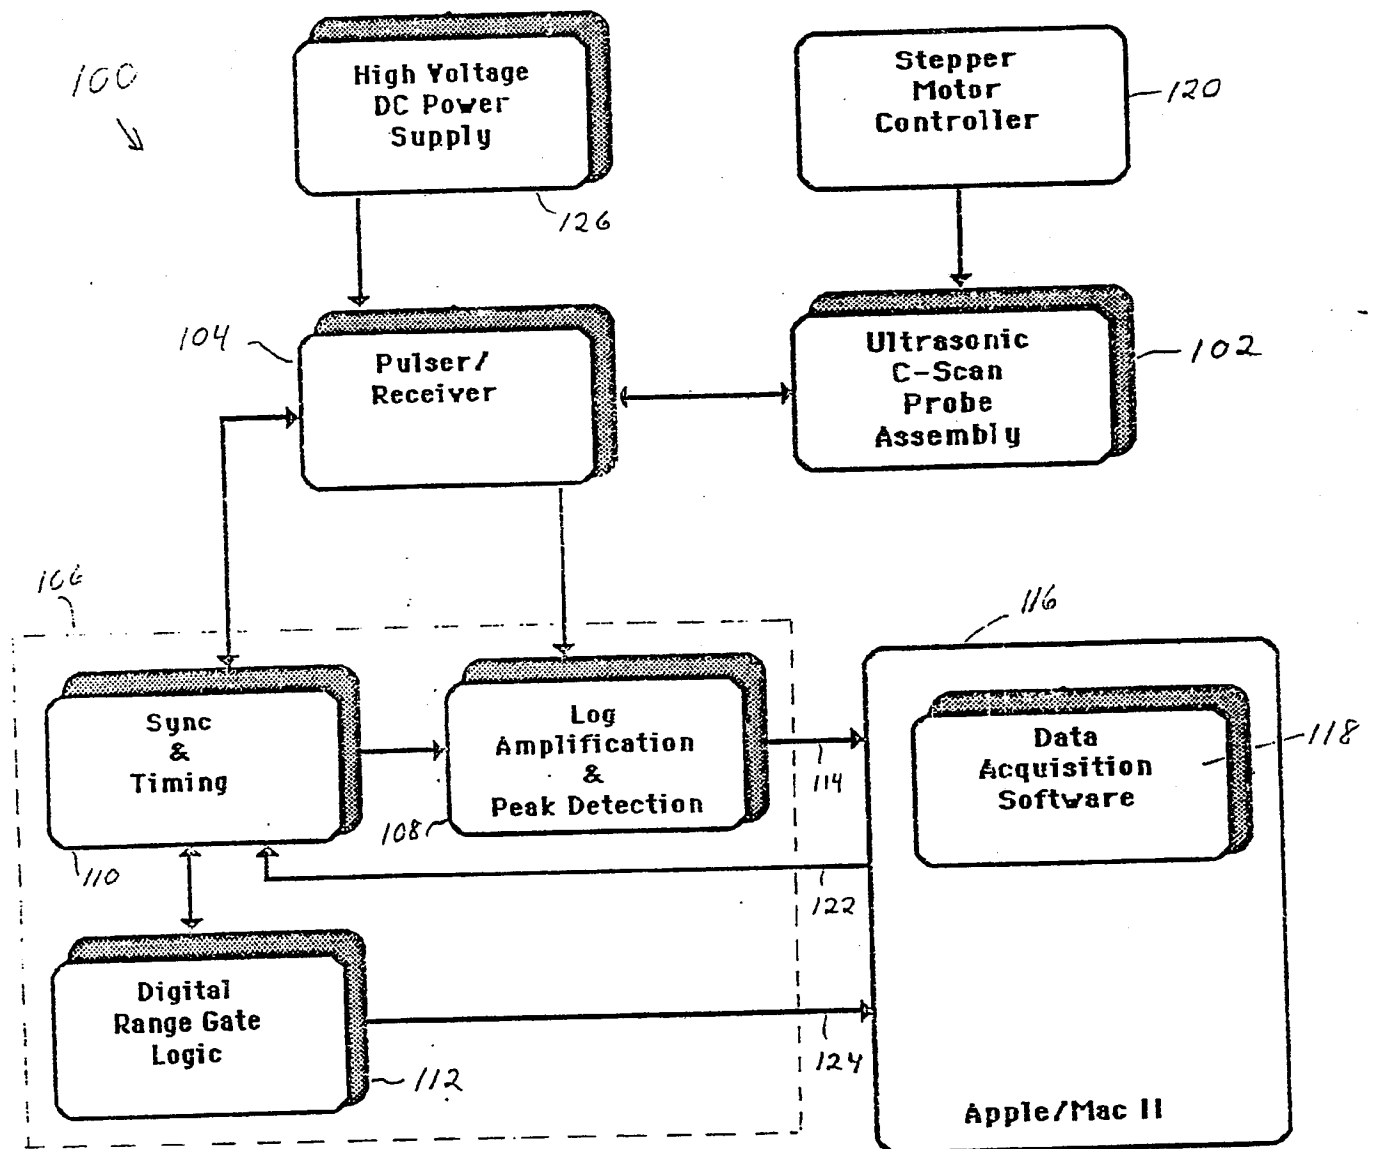 100
High Voltage
DC Power
Supply
126
Stepper
Motor
Controller
120
104
Pulser/
Receiver
Ultrasonic
C-Scan
Probe
Assembly
102
106
Sync
&
Timing
110
Log
Amplification
&
Peak Detection
108
114
116
Data
Acquisition
Software
118
122
Digital
Range Gate
Logic
112
124
Apple/Mac II